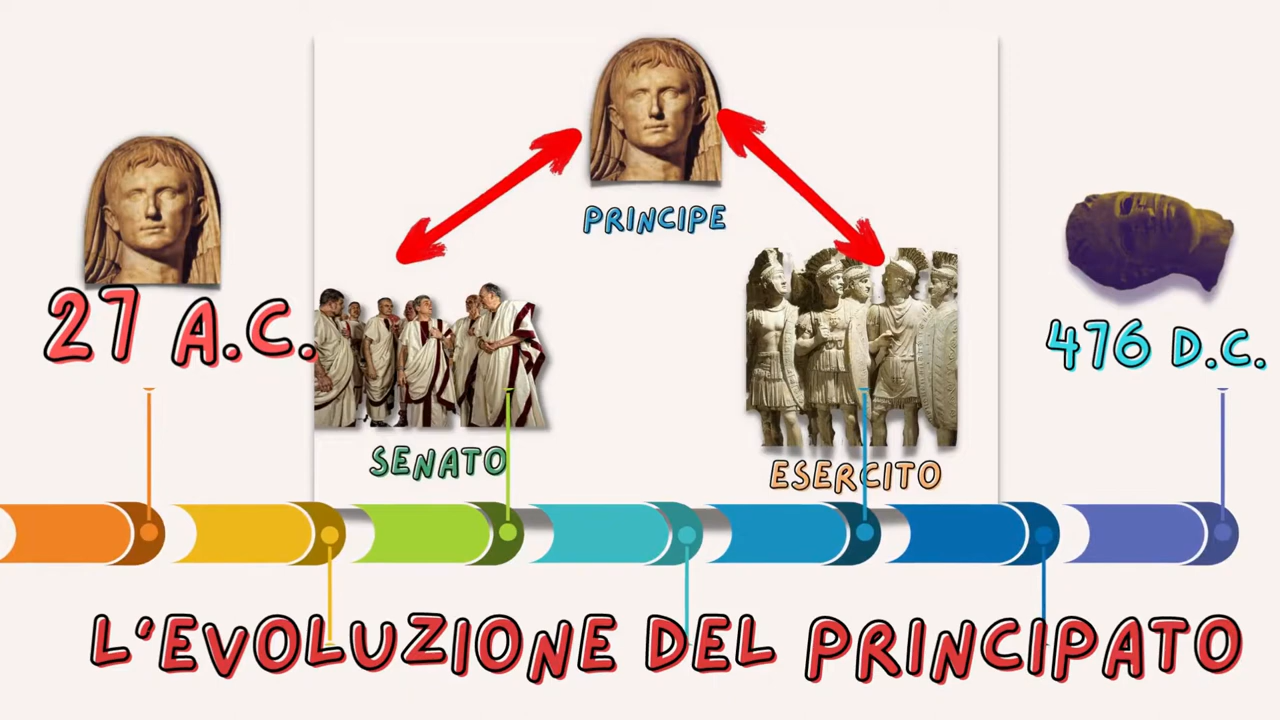 PRINCIPE
27 A.C.
476 D.C.
SENATO
ESERCITO
L'EVOLUZIONE DEL PRINCIPATO